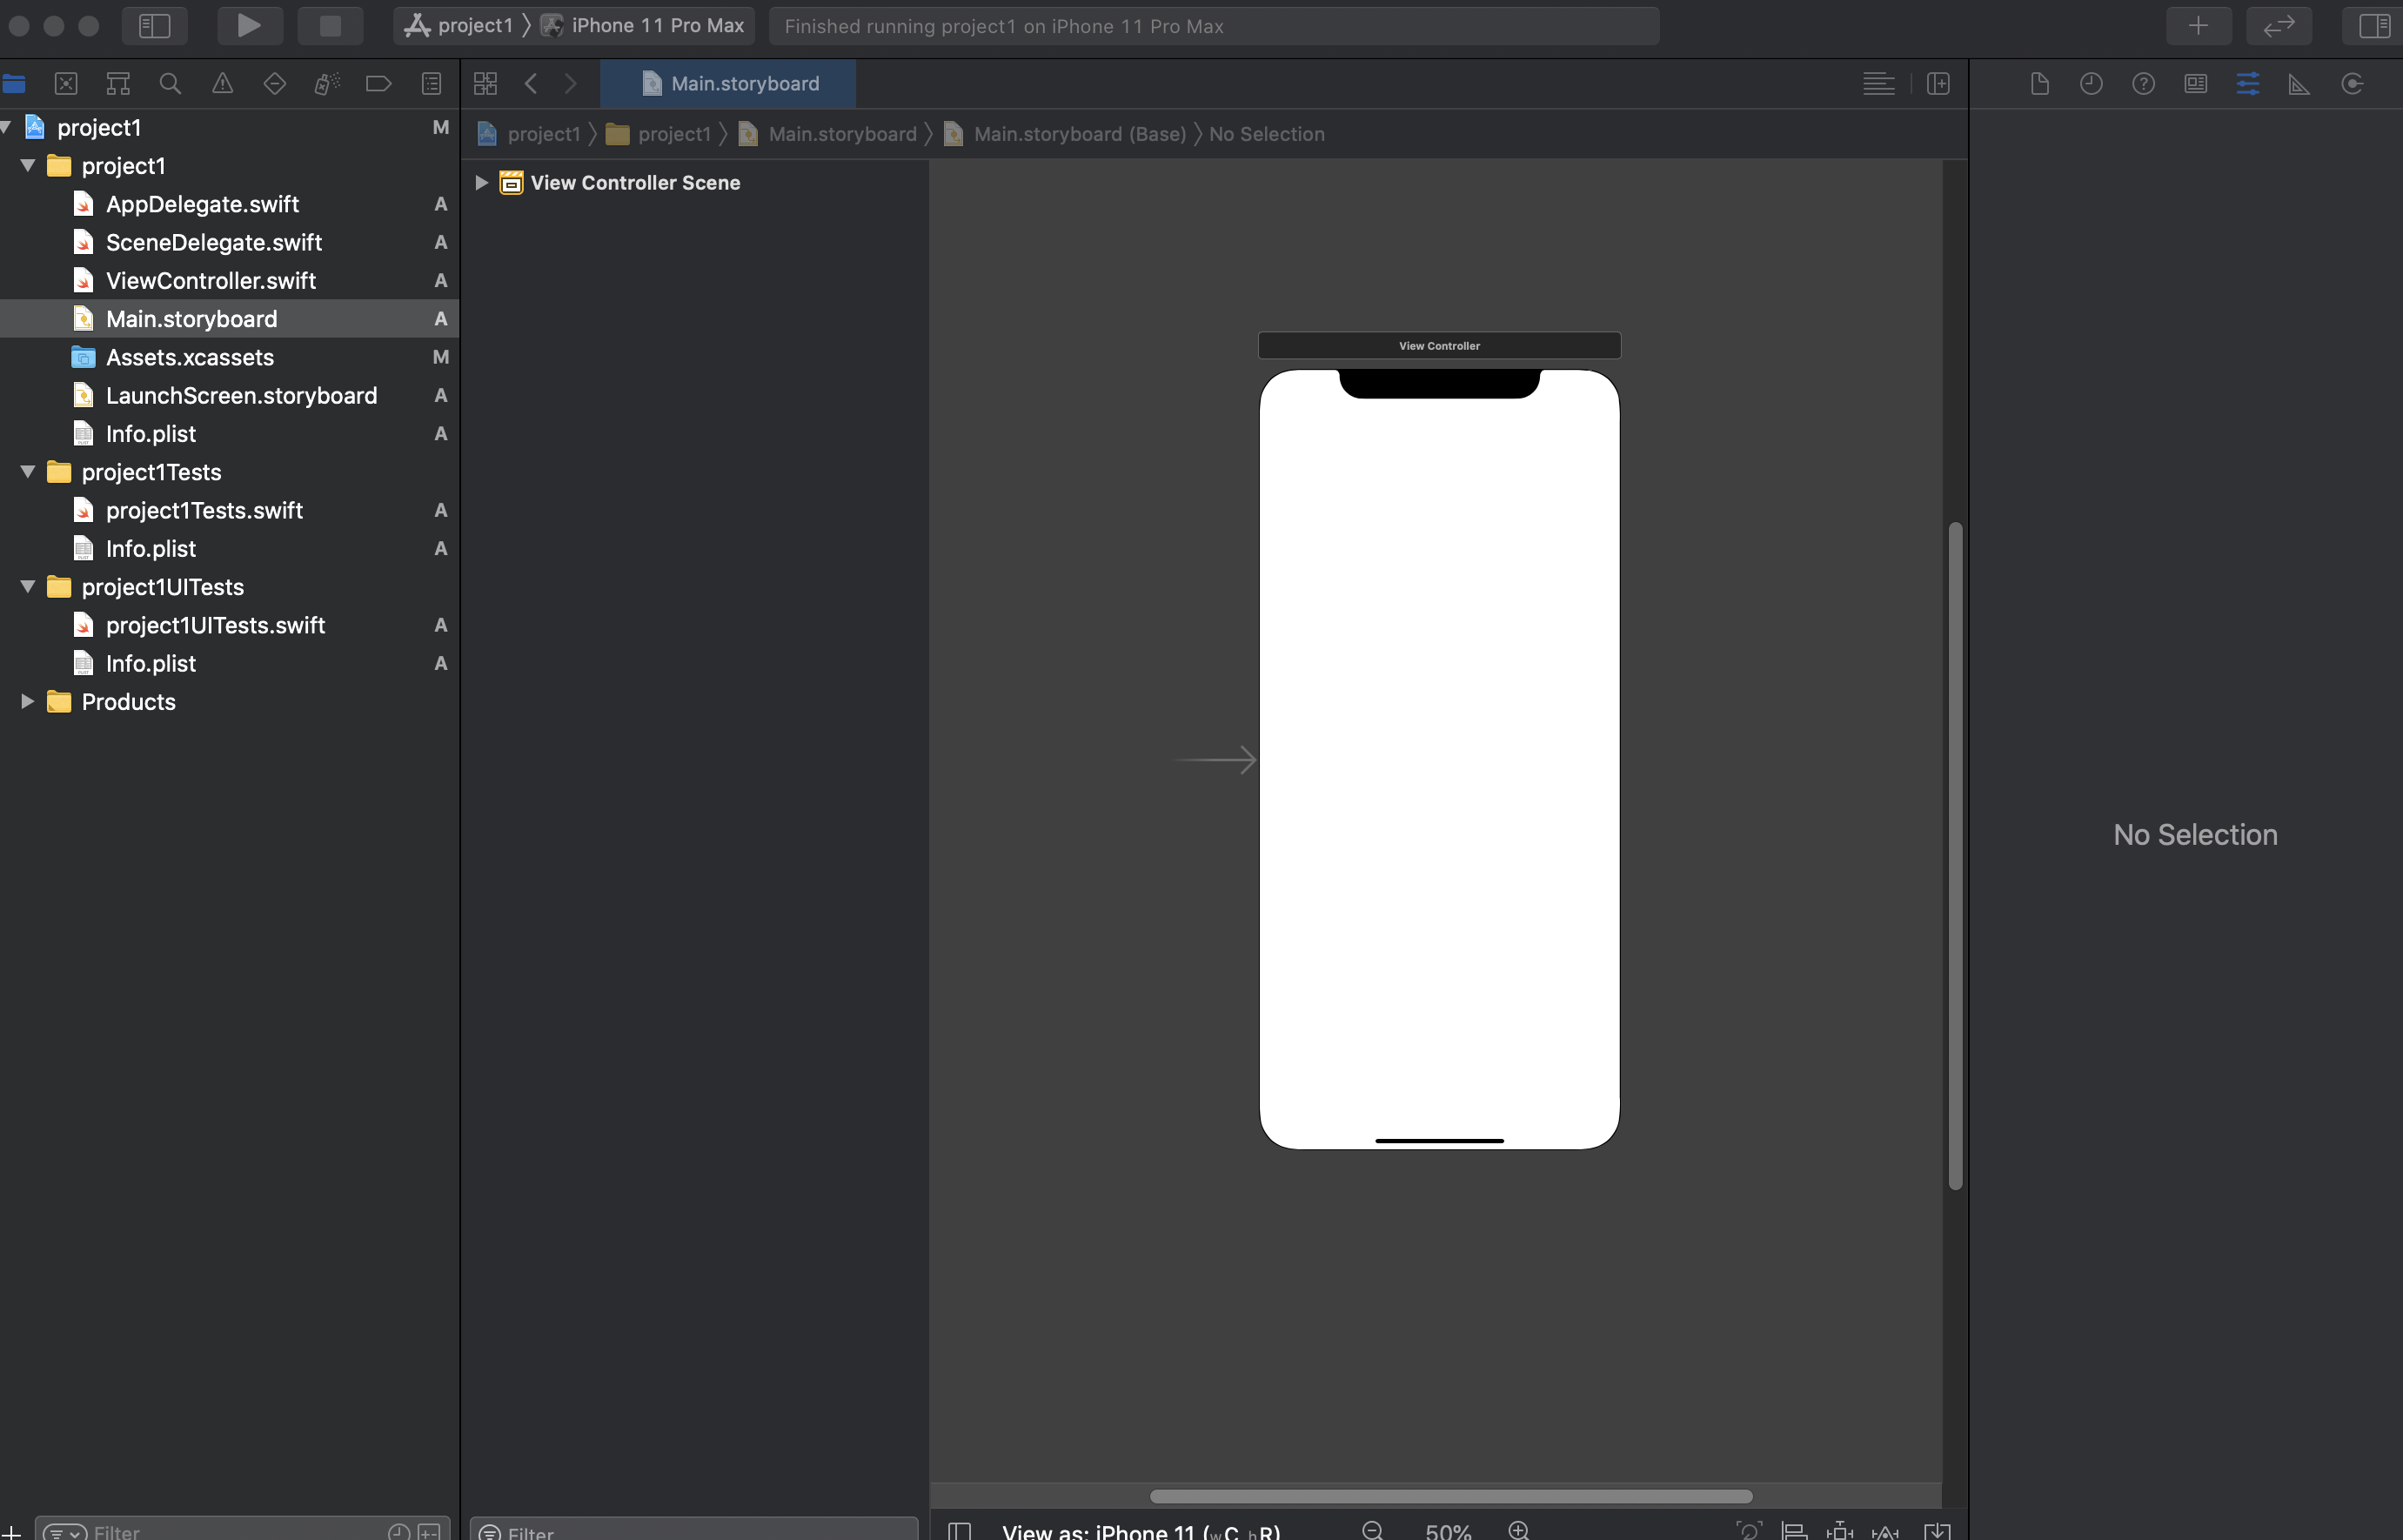 project1 〉 iPhone 11 Pro Max
Finished running project1 on iPhone 11 Pro Max
Main.storyboard
project1 〉 project1 〉 Main.storyboard 〉 Main.storyboard (Base) 〉 No Selection
project1 M
project1
AppDelegate.swift A
SceneDelegate.swift A
ViewController.swift A
Main.storyboard A
Assets.xcassets M
LaunchScreen.storyboard A
Info.plist A
project1Tests
project1Tests.swift A
Info.plist A
project1UITests
project1UITests.swift A
Info.plist A
Products
Filter
View Controller Scene
Filter
View Controller
View as: iPhone 11 (wC hR)
50%
No Selection